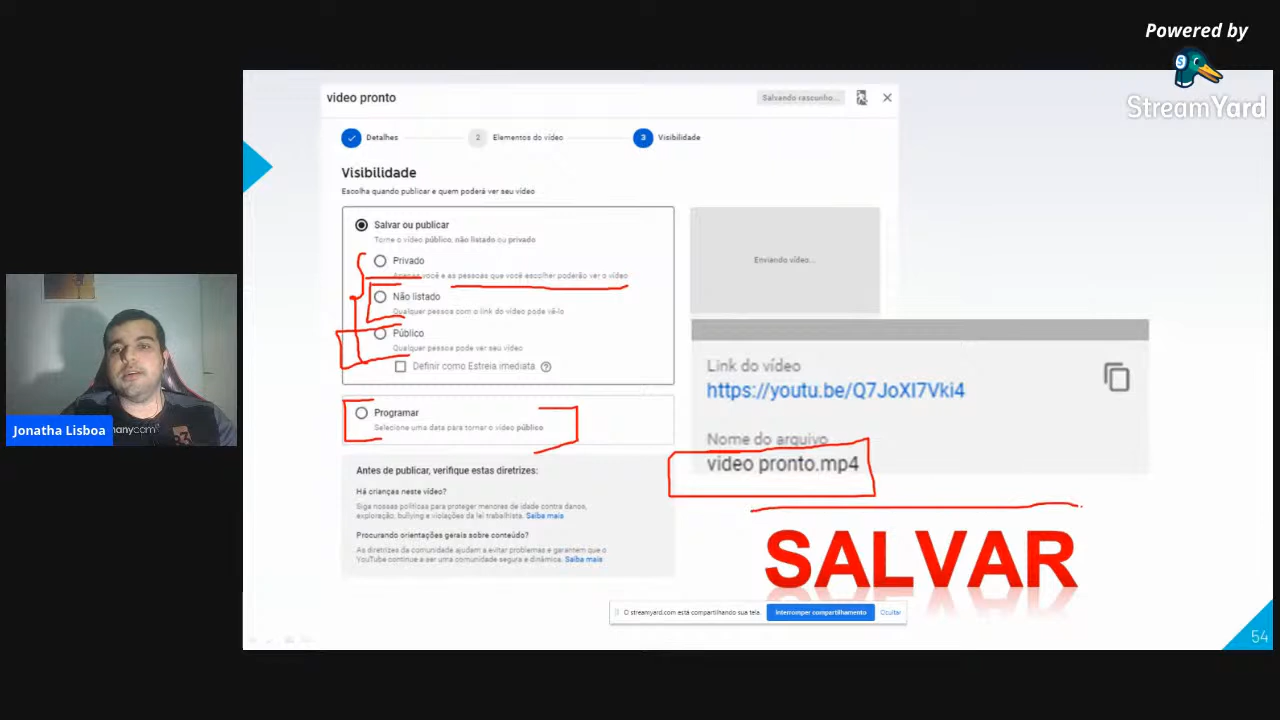 Powered by
StreamYard
video pronto
Salvando rascunho...
Detalhes
2
Elementos do vídeo
3
Visibilidade
Visibilidade
Escolha quando publicar e quem poderá ver seu vídeo
Salvar ou publicar
Torne o vídeo público, não listado ou privado
Privado
Apenas você e as pessoas que você escolher poderão ver o vídeo
Não listado
Qualquer pessoa com o link do vídeo pode vê-lo
Público
Qualquer pessoa pode ver seu vídeo
Definir como Estreia imediata
Programar
Selecione uma data para tornar o vídeo público
Antes de publicar, verifique estas diretrizes:
Há crianças neste vídeo?
Siga nossas políticas para proteger menores de idade contra danos,
exploração, bullying e violações da lei trabalhista. Saiba mais
Procurando orientações gerais sobre conteúdo?
As diretrizes da comunidade ajudam a evitar problemas e garantem que o
YouTube continue a ser uma comunidade segura e dinâmica. Saiba mais
Enviando vídeo...
Link do vídeo
https://youtu.be/Q7JoXI7Vki4
Nome do arquivo
video pronto.mp4
SALVAR
O streamyard.com está compartilhando sua tela.
Interromper compartilhamento
Ocultar
54
Jonatha Lisboa